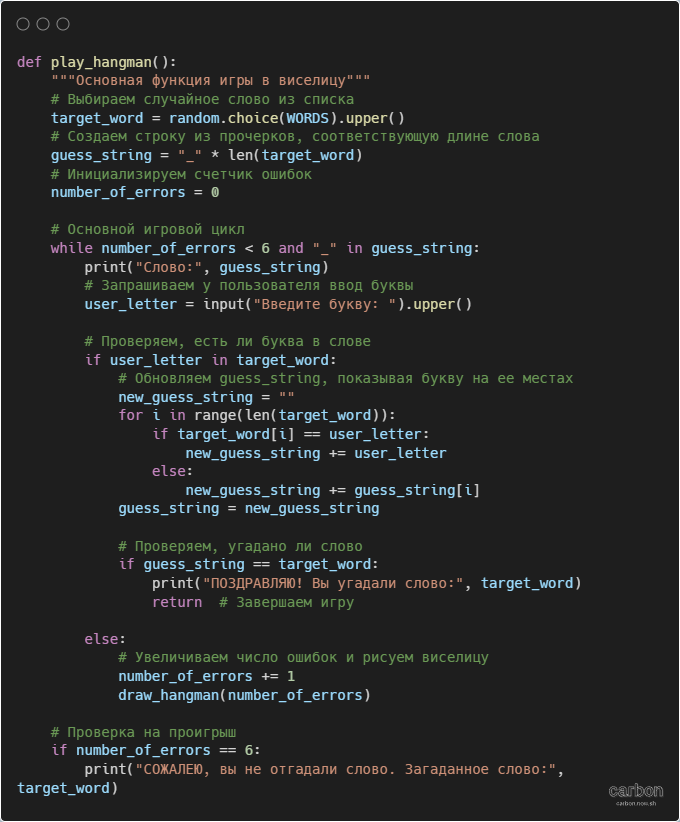 def play_hangman():
    """Основная функция игры в виселицу"""
    # Выбираем случайное слово из списка
    target_word = random.choice(WORDS).upper()
    # Создаем строку из прочерков, соответствующую длине слова
    guess_string = "_" * len(target_word)
    # Инициализируем счетчик ошибок
    number_of_errors = 0

    # Основной игровой цикл
    while number_of_errors < 6 and "_" in guess_string:
        print("Слово:", guess_string)
        # Запрашиваем у пользователя ввод буквы
        user_letter = input("Введите букву: ").upper()

        # Проверяем, есть ли буква в слове
        if user_letter in target_word:
            # Обновляем guess_string, показывая букву на ее местах
            new_guess_string = ""
            for i in range(len(target_word)):
                if target_word[i] == user_letter:
                    new_guess_string += user_letter
                else:
                    new_guess_string += guess_string[i]
            guess_string = new_guess_string

            # Проверяем, угадано ли слово
            if guess_string == target_word:
                print("ПОЗДРАВЛЯЮ! Вы угадали слово:", target_word)
                return  # Завершаем игру

        else:
            # Увеличиваем число ошибок и рисуем виселицу
            number_of_errors += 1
            draw_hangman(number_of_errors)

    # Проверка на проигрыш
    if number_of_errors == 6:
        print("СОЖАЛЕЮ, вы не отгадали слово. Загаданное слово:",
target_word)
carbon
carbon.now.sh